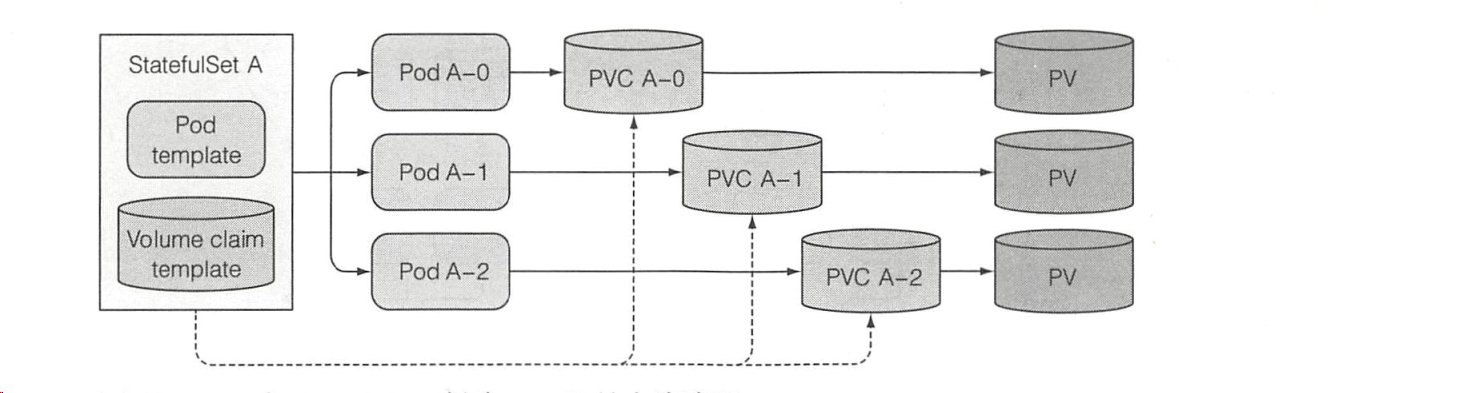 StatefulSet A
Pod
template
Volume claim
template
Pod A-0
PVC A-0
PV
Pod A-1
PVC A-1
PV
Pod A-2
PVC A-2
PV